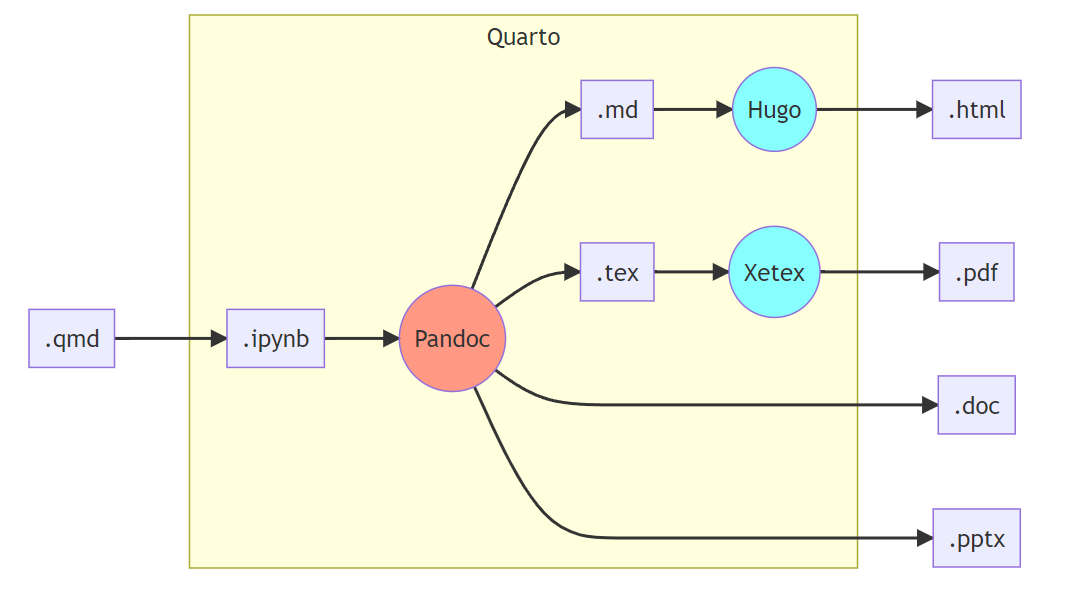 Quarto
.md
Hugo
.html
.tex
Xetex
.pdf
.qmd
.ipynb
Pandoc
.doc
.pptx